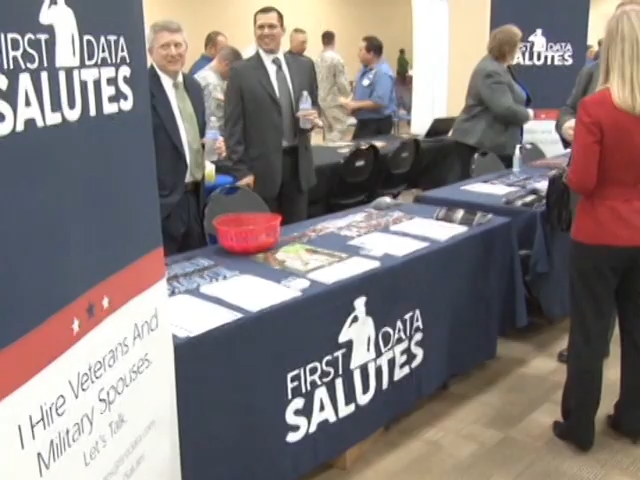 FIRST DATA
SALUTES
I Hire Veterans And
Military Spouses.
Let's Talk
FIRST DATA
SALUTES
FIRST DATA
SALUTES